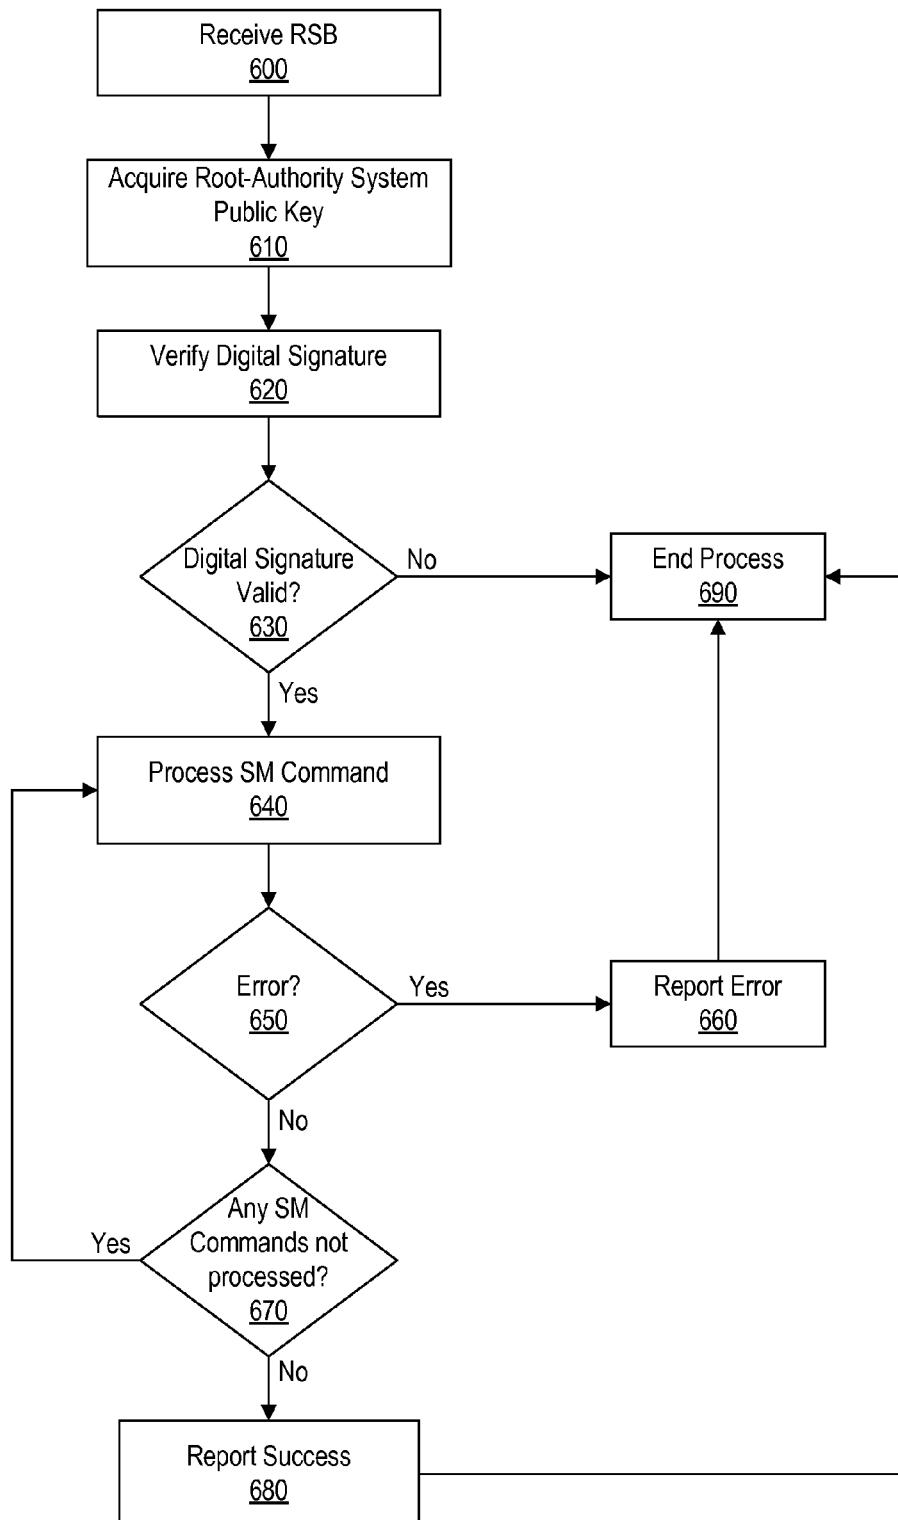 Receive RSB
600
Acquire Root-Authority System
Public Key
610
Verify Digital Signature
620
Digital Signature
Valid?
630
No
End Process
690
Yes
Process SM Command
640
Error?
650
Yes
Report Error
660
No
Any SM
Commands not
processed?
670
Yes
No
Report Success
680